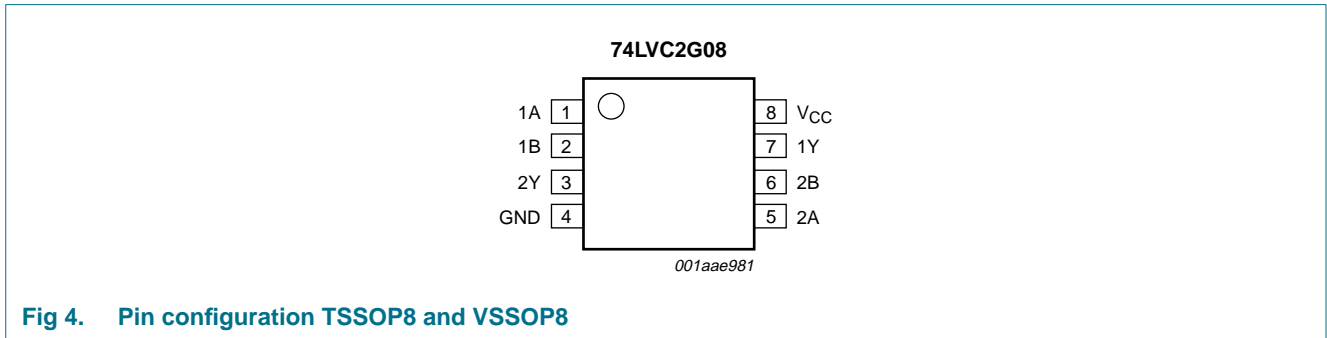 74LVC2G08
1A 1 8 VCC
1B 2 7 1Y
2Y 3 6 2B
GND 4 5 2A
001aae981
Fig 4. Pin configuration TSSOP8 and VSSOP8